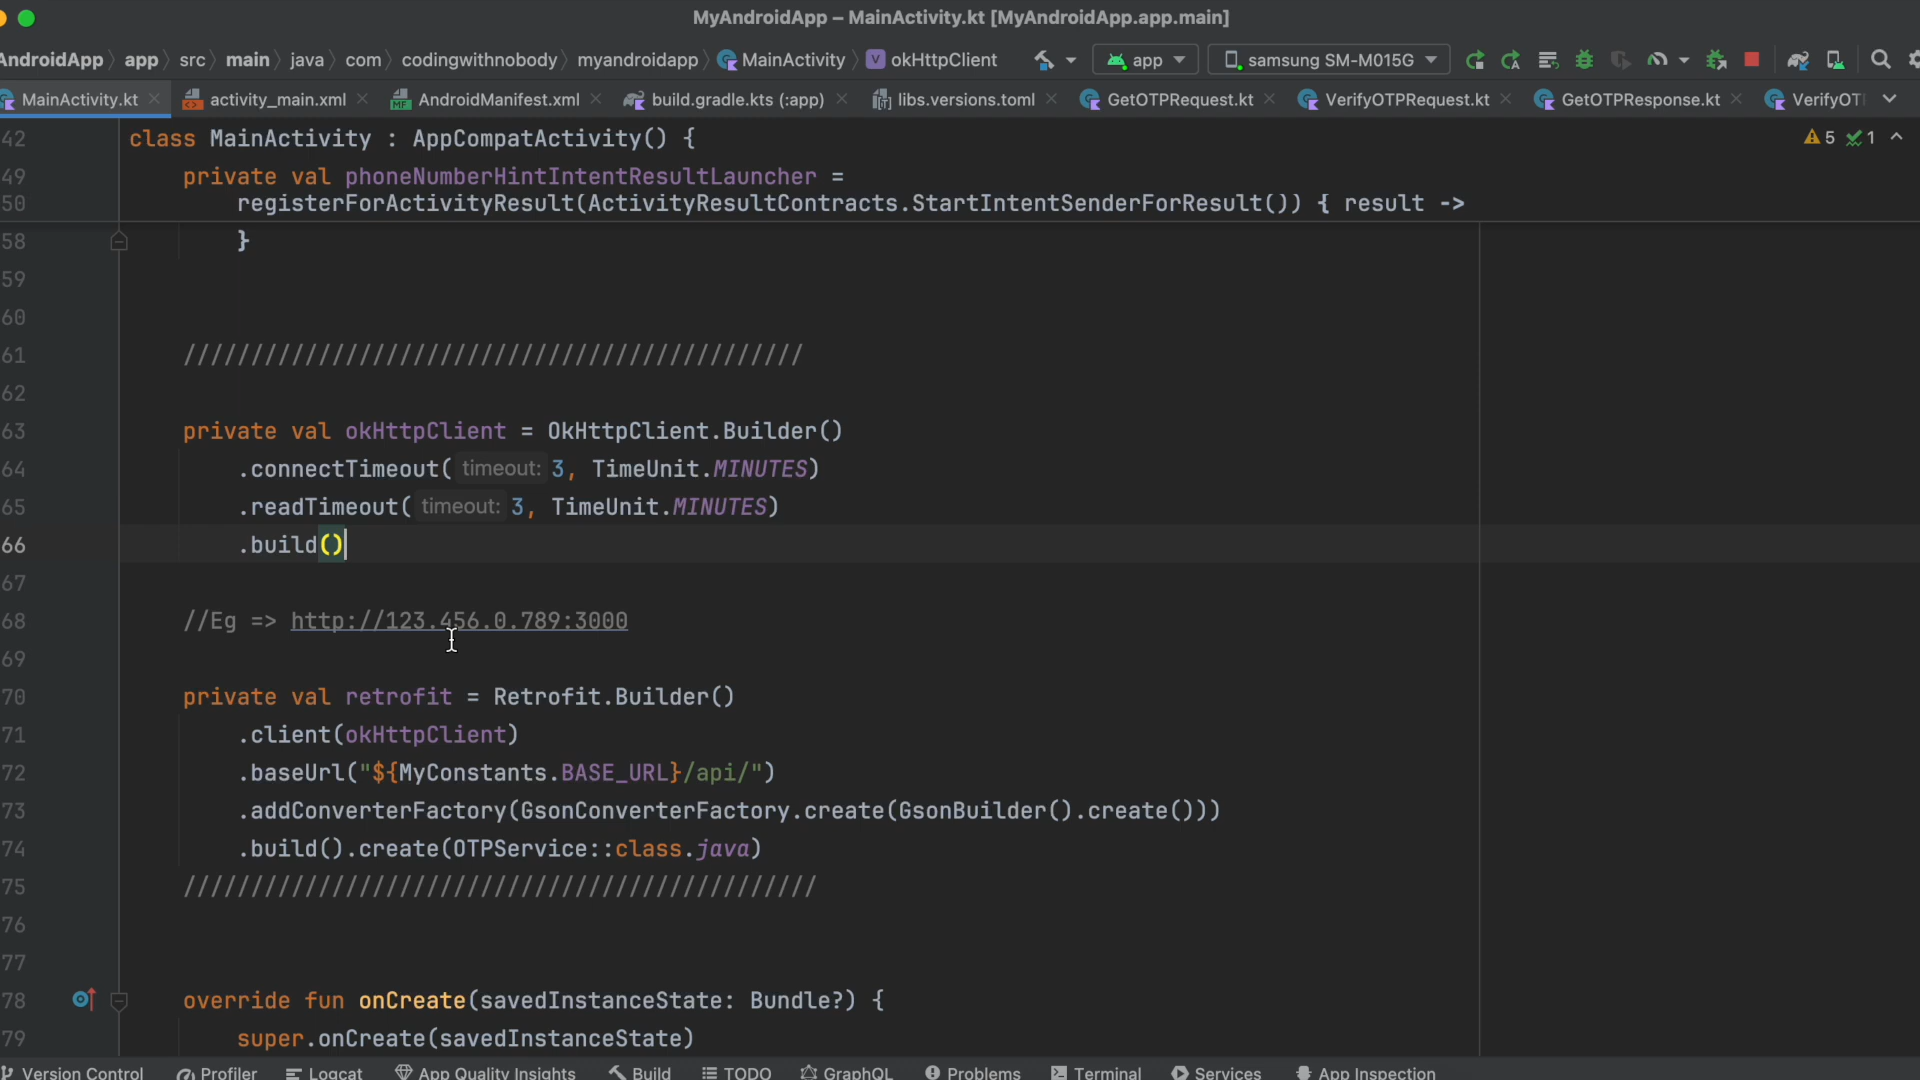 MyAndroidApp – MainActivity.kt [MyAndroidApp.app.main]
AndroidApp app src main java com codingwithnobody myandroidapp MainActivity okHttpClient app samsung SM-M015G
MainActivity.kt activity_main.xml AndroidManifest.xml build.gradle.kts (:app) libs.versions.toml GetOTPRequest.kt VerifyOTPRequest.kt GetOTPResponse.kt VerifyOT
42 class MainActivity : AppCompatActivity() { 5 1
49 private val phoneNumberHintIntentResultLauncher =
50 registerForActivityResult(ActivityResultContracts.StartIntentSenderForResult()) { result ->
58 }
59
60
61 //////////////////////////////////////////////
62
63 private val okHttpClient = OkHttpClient.Builder()
64 .connectTimeout( timeout: 3, TimeUnit.MINUTES)
65 .readTimeout( timeout: 3, TimeUnit.MINUTES)
66 .build()
67
68 //Eg => http://123.456.0.789:3000
69
70 private val retrofit = Retrofit.Builder()
71 .client(okHttpClient)
72 .baseUrl("${MyConstants.BASE_URL}/api/")
73 .addConverterFactory(GsonConverterFactory.create(GsonBuilder().create()))
74 .build().create(OTPService::class.java)
75 ///////////////////////////////////////////////
76
77
78 override fun onCreate(savedInstanceState: Bundle?) {
79 super.onCreate(savedInstanceState)
Version Control Profiler Logcat App Quality Insights Build TODO GraphQL Problems Terminal Services App Inspection